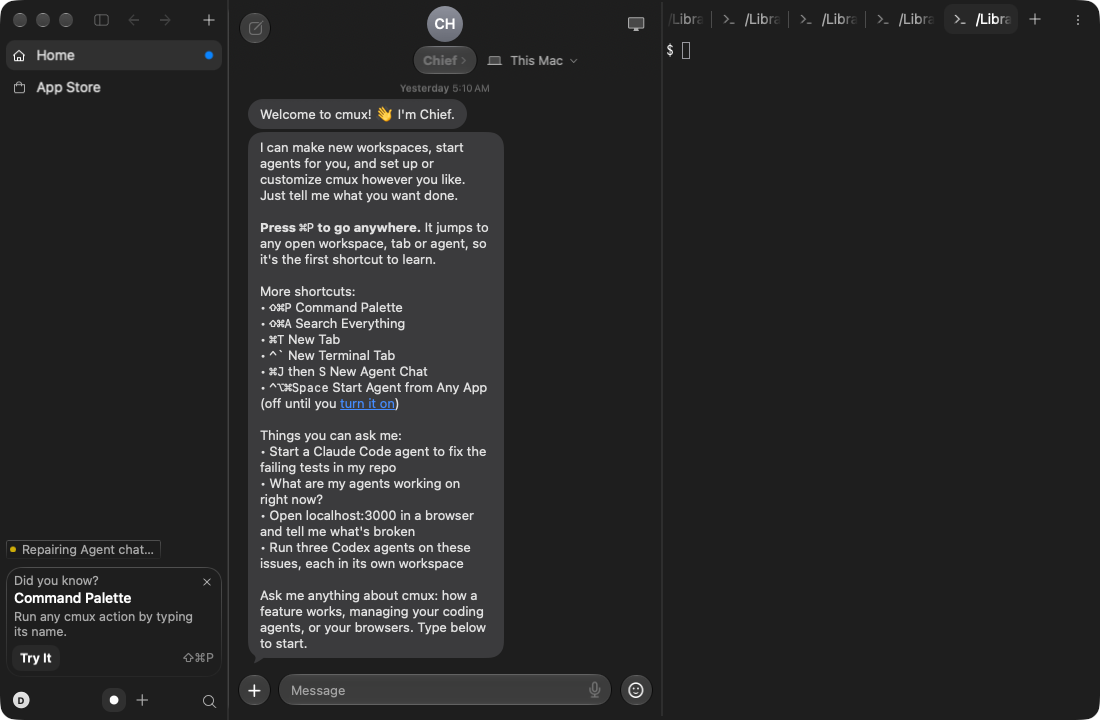 Home
App Store
Repairing Agent chat...
Did you know?
Command Palette
Run any cmux action by typing
its name.
Try It
⇧⌘P
D
CH
Chief
This Mac
Yesterday 5:10 AM
Welcome to cmux! 👋 I'm Chief.
I can make new workspaces, start
agents for you, and set up or
customize cmux however you like.
Just tell me what you want done.
Press ⌘P to go anywhere. It jumps to
any open workspace, tab or agent, so
it's the first shortcut to learn.
More shortcuts:
• ⇧⌘P Command Palette
• ⇧⌘A Search Everything
• ⌘T New Tab
• ^` New Terminal Tab
• ⌘J then S New Agent Chat
• ^⌥⌘Space Start Agent from Any App
(off until you turn it on)
Things you can ask me:
• Start a Claude Code agent to fix the
failing tests in my repo
• What are my agents working on
right now?
• Open localhost:3000 in a browser
and tell me what's broken
• Run three Codex agents on these
issues, each in its own workspace
Ask me anything about cmux: how a
feature works, managing your coding
agents, or your browsers. Type below
to start.
Message
/Libra /Libra /Libra /Libra /Libra
$